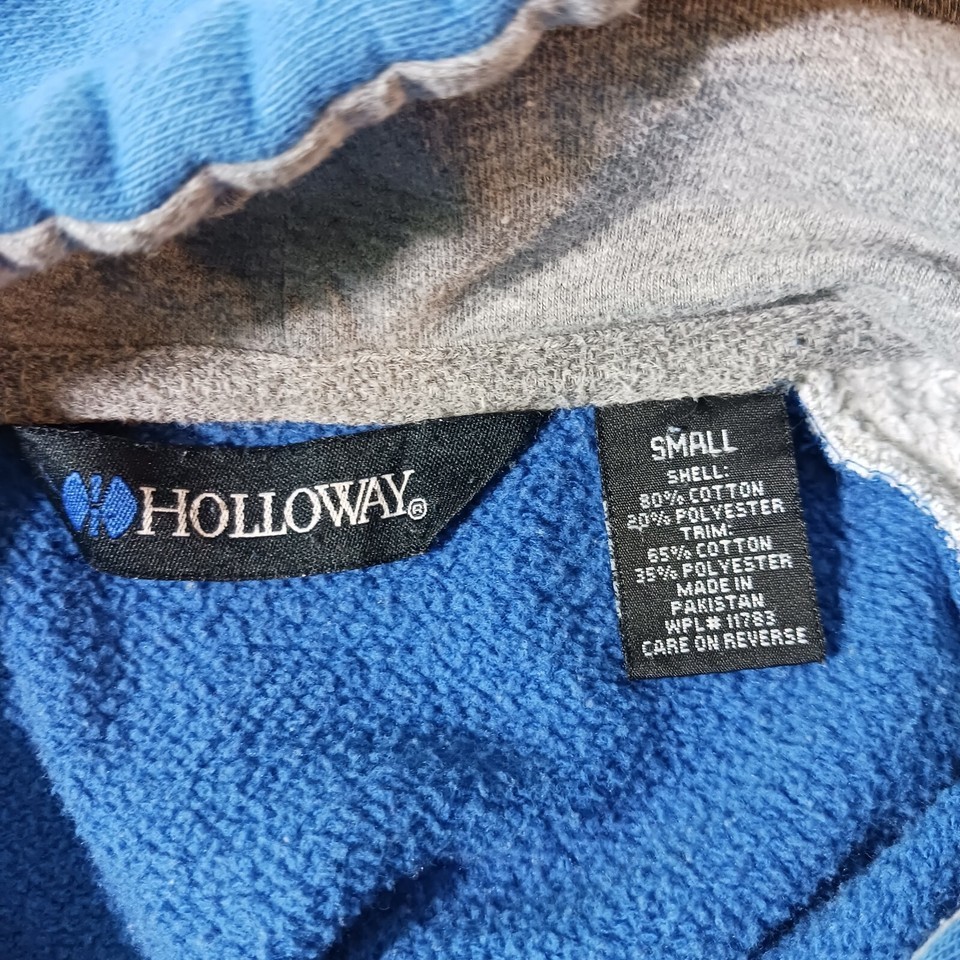 HOLLOWAY®
SMALL
SHELL:
80% COTTON
20% POLYESTER
TRIM:
65% COTTON
35% POLYESTER
MADE IN
PAKISTAN
WPL# 11783
CARE ON REVERSE